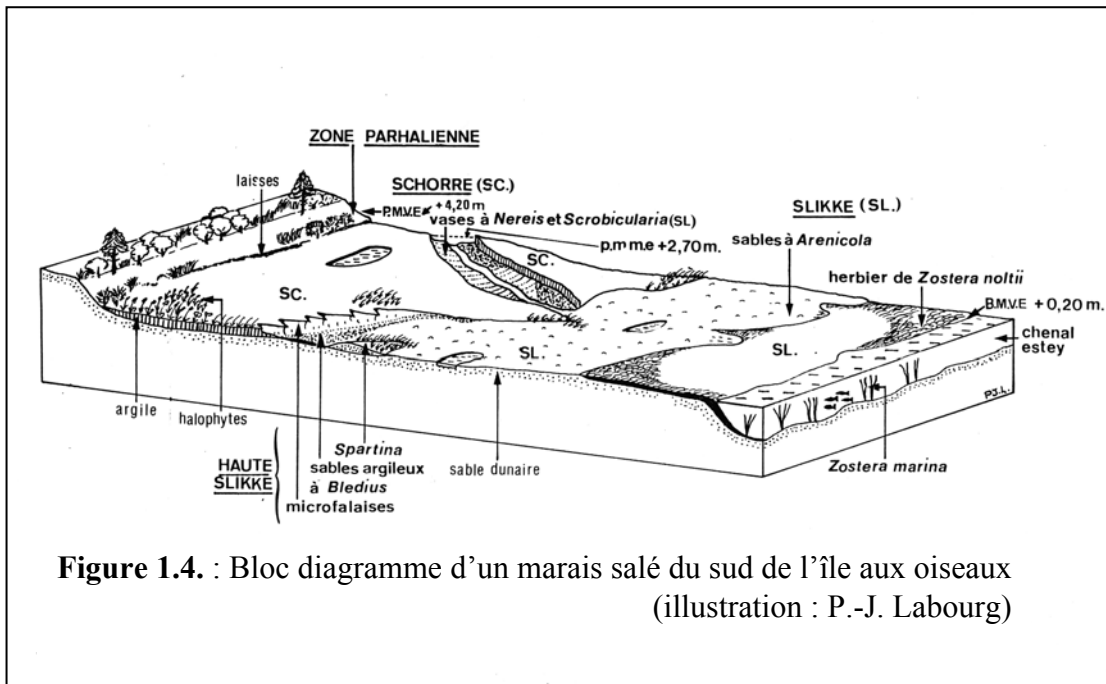 ZONE PARHALIENNE
laisses
SCHORRE (SC.)
P.M.V.E +4,20 m
vases à Nereis et Scrobicularia (SL)
SLIKKE (SL.)
p.m m.e +2,70 m.
sables à Arenicola
herbier de Zostera noltii
B.M.V.E + 0,20 m.
chenal
estey
SC.
SC.
SL.
SL.
P.J.L.
argile
halophytes
HAUTE
SLIKKE
Spartina
sables argileux
à Bledius
microfalaises
sable dunaire
Zostera marina
Figure 1.4. : Bloc diagramme d’un marais salé du sud de l’île aux oiseaux
(illustration : P.-J. Labourg)